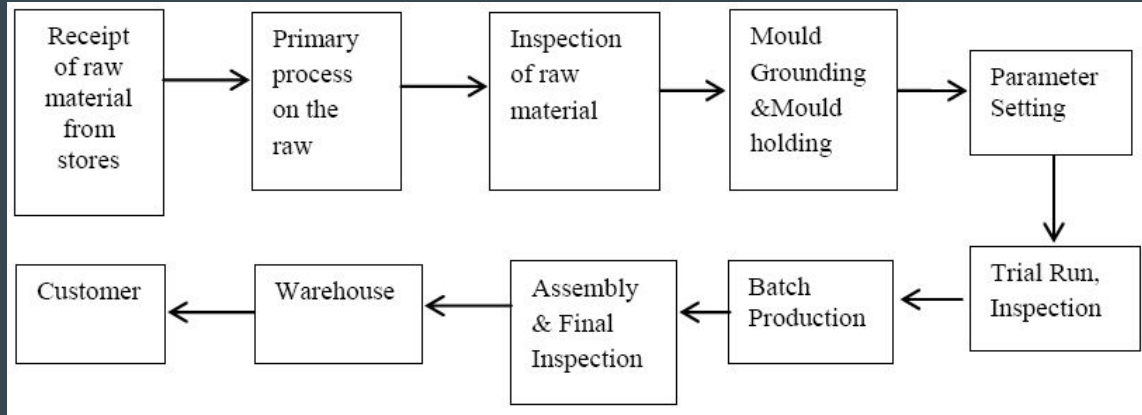 Receipt
of raw
material
from
stores
Primary
process
on the
raw
Inspection
of raw
material
Mould
Grounding
&Mould
holding
Parameter
Setting
Trial Run,
Inspection
Batch
Production
Assembly
& Final
Inspection
Warehouse
Customer